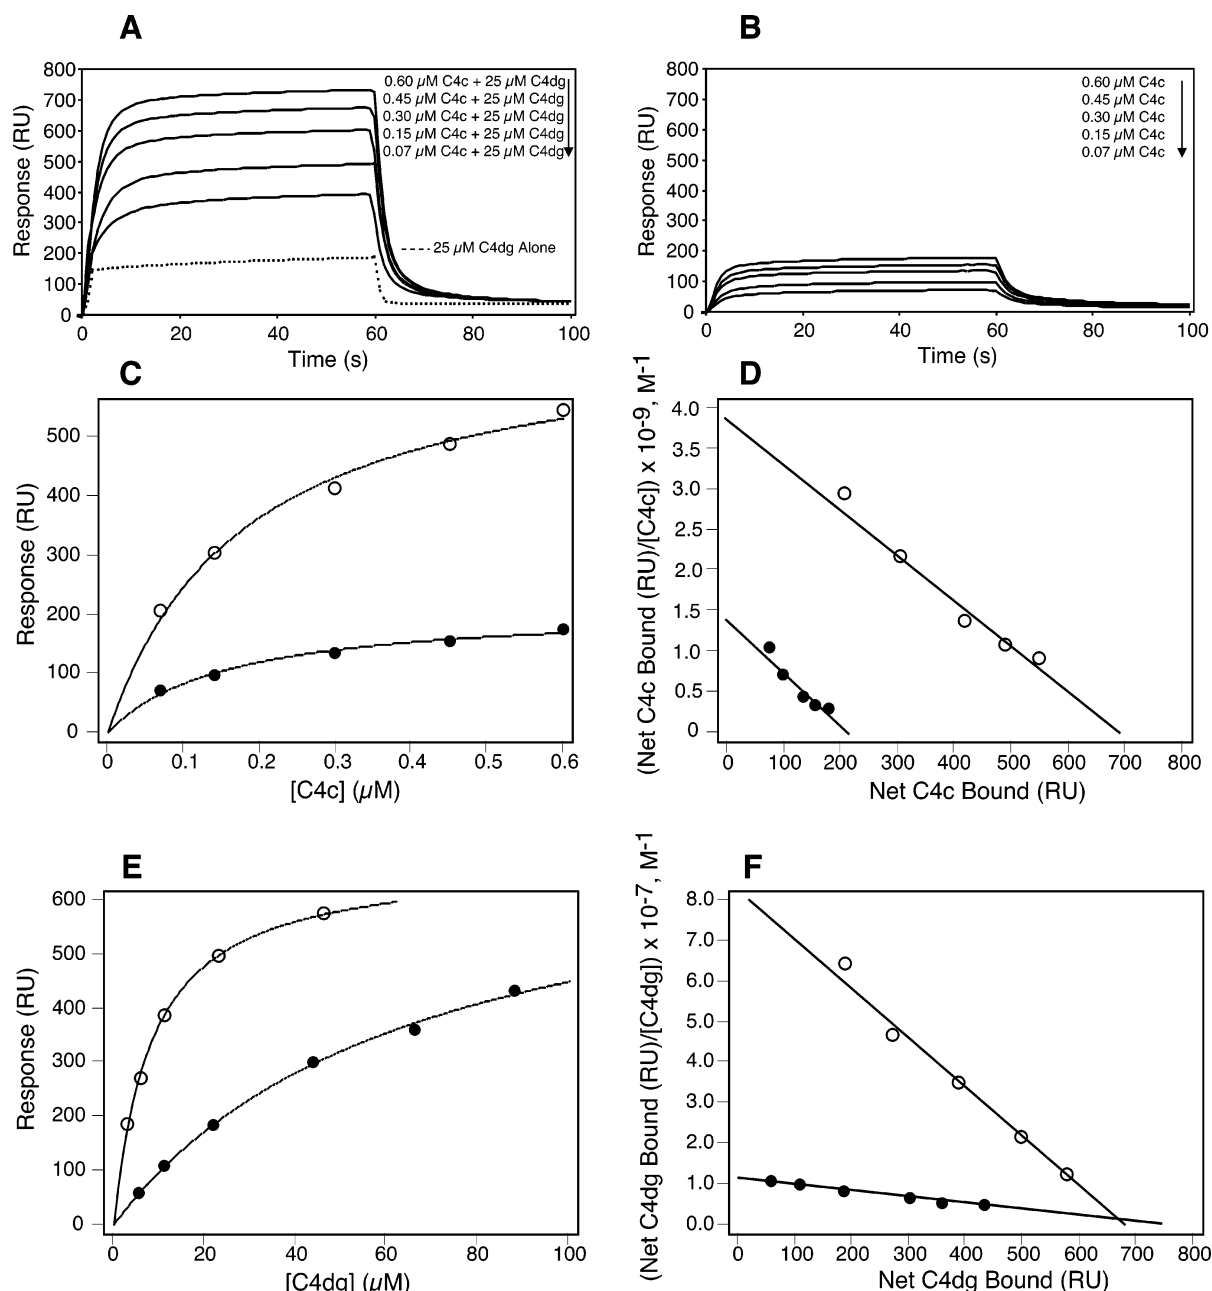 A
Response (RU)
800
700
600
500
400
300
200
100
0
0.60 µM C4c + 25 µM C4dg
0.45 µM C4c + 25 µM C4dg
0.30 µM C4c + 25 µM C4dg
0.15 µM C4c + 25 µM C4dg
0.07 µM C4c + 25 µM C4dg
25 µM C4dg Alone
0 20 40 60 80 100
Time (s)
B
Response (RU)
800
700
600
500
400
300
200
100
0
0.60 µM C4c
0.45 µM C4c
0.30 µM C4c
0.15 µM C4c
0.07 µM C4c
0 20 40 60 80 100
Time (s)
C
Response (RU)
500
400
300
200
100
0
0 0.1 0.2 0.3 0.4 0.5 0.6
[C4c] (µM)
D
(Net C4c Bound (RU)/[C4c]) x 10-9, M-1
4.0
3.5
3.0
2.5
2.0
1.5
1.0
0.5
0
0 100 200 300 400 500 600 700 800
Net C4c Bound (RU)
E
Response (RU)
600
500
400
300
200
100
0
0 20 40 60 80 100
[C4dg] (µM)
F
(Net C4dg Bound (RU)/[C4dg]) x 10-7, M-1
8.0
7.0
6.0
5.0
4.0
3.0
2.0
1.0
0.0
0 100 200 300 400 500 600 700 800
Net C4dg Bound (RU)